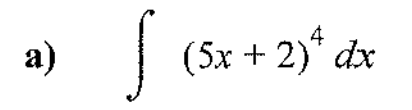 a) ∫ (5x + 2)⁴ dx